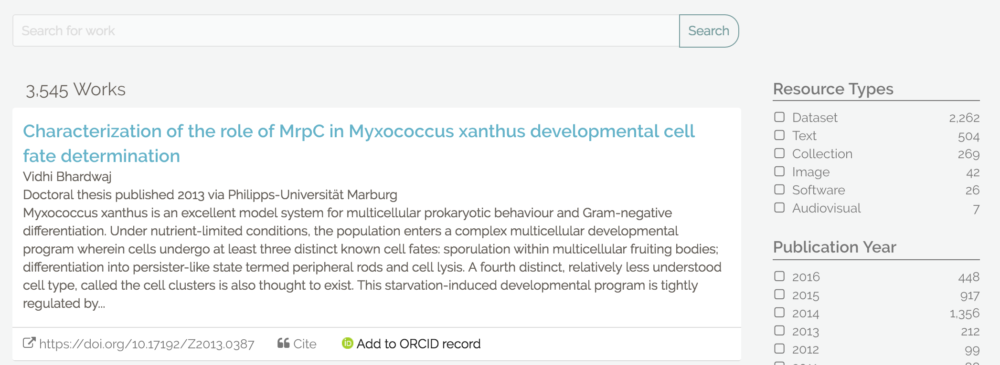 Search for work
Search
3,545 Works
Characterization of the role of MrpC in Myxococcus xanthus developmental cell
fate determination
Vidhi Bhardwaj
Doctoral thesis published 2013 via Philipps-Universität Marburg
Myxococcus xanthus is an excellent model system for multicellular prokaryotic behaviour and Gram-negative
differentiation. Under nutrient-limited conditions, the population enters a complex multicellular developmental
program wherein cells undergo at least three distinct known cell fates: sporulation within multicellular fruiting bodies;
differentiation into persister-like state termed peripheral rods and cell lysis. A fourth distinct, relatively less understood
cell type, called the cell clusters is also thought to exist. This starvation-induced developmental program is tightly
regulated by...
https://doi.org/10.17192/Z2013.0387
Cite
iD Add to ORCID record
Resource Types
Dataset 2,262
Text 504
Collection 269
Image 42
Software 26
Audiovisual 7
Publication Year
2016 448
2015 917
2014 1,356
2013 212
2012 99